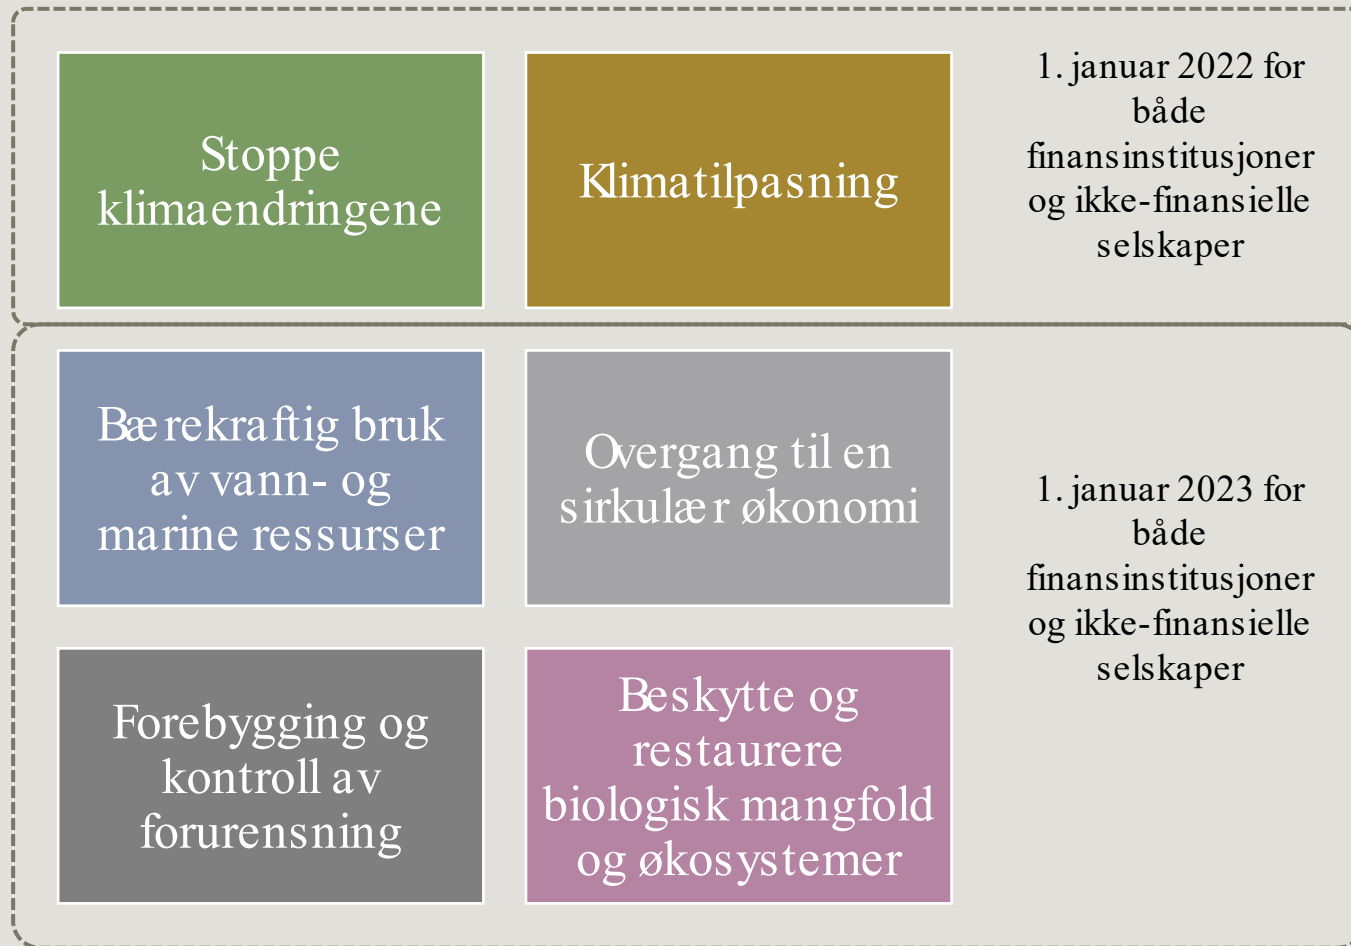 Stoppe
klimaendringene
Klimatilpasning
1. januar 2022 for
både
finansinstitusjoner
og ikke-finansielle
selskaper
Bærekraftig bruk
av vann- og
marine ressurser
Overgang til en
sirkulær økonomi
1. januar 2023 for
både
finansinstitusjoner
og ikke-finansielle
selskaper
Forebygging og
kontroll av
forurensning
Beskytte og
restaurere
biologisk mangfold
og økosystemer